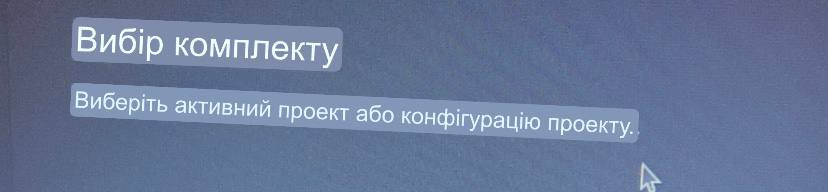 Вибір комплекту
Виберіть активний проект або конфігурацію проекту.